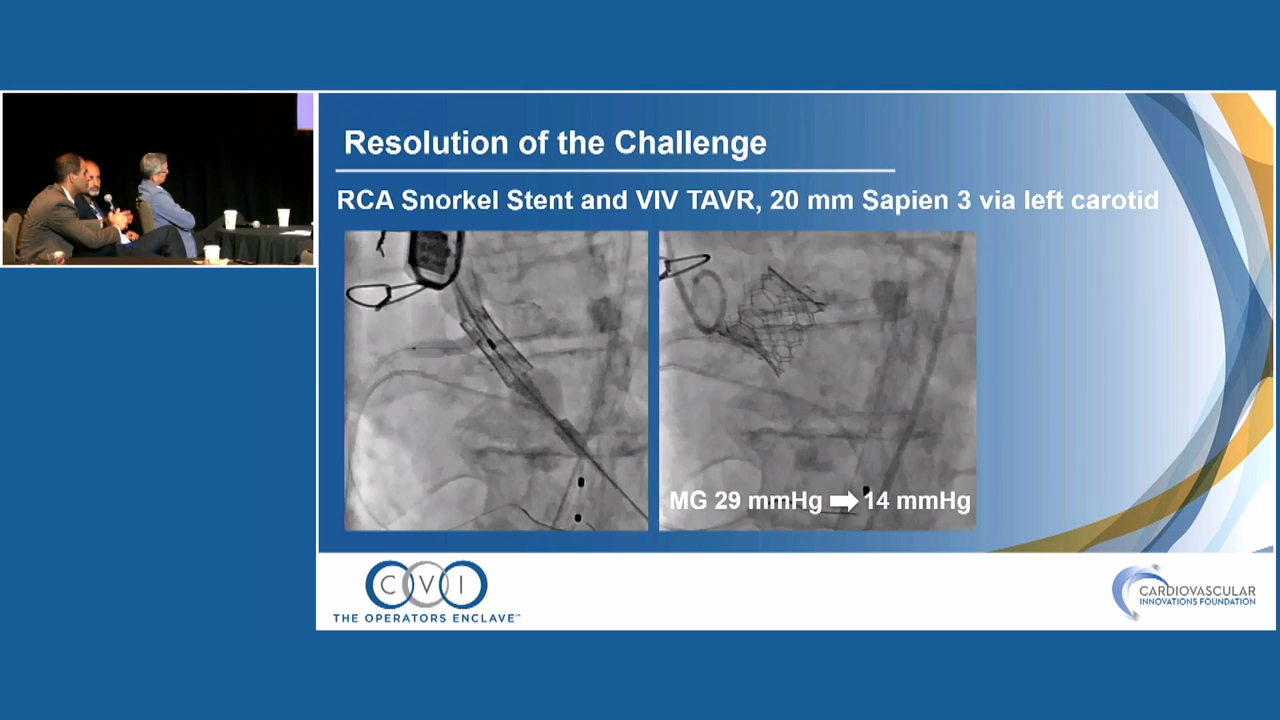 Resolution of the Challenge
RCA Snorkel Stent and VIV TAVR, 20 mm Sapien 3 via left carotid
MG 29 mmHg 14 mmHg
CVI
THE OPERATORS ENCLAVE™
CARDIOVASCULAR
INNOVATIONS FOUNDATION